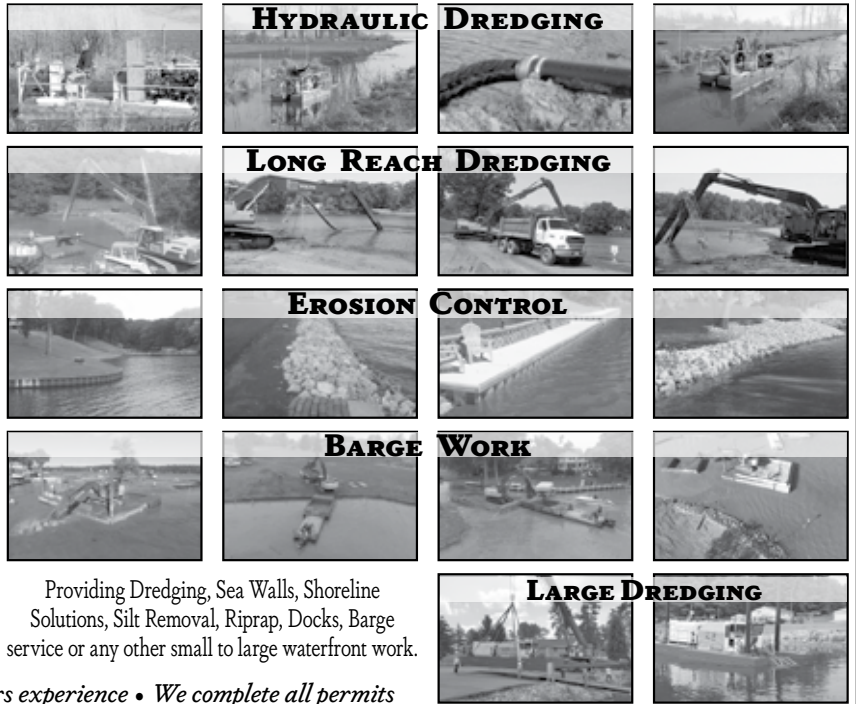 HYDRAULIC DREDGING
LONG REACH DREDGING
EROSION CONTROL
BARGE WORK
LARGE DREDGING
Providing Dredging, Sea Walls, Shoreline
Solutions, Silt Removal, Riprap, Docks, Barge
service or any other small to large waterfront work.
experience • We complete all permits